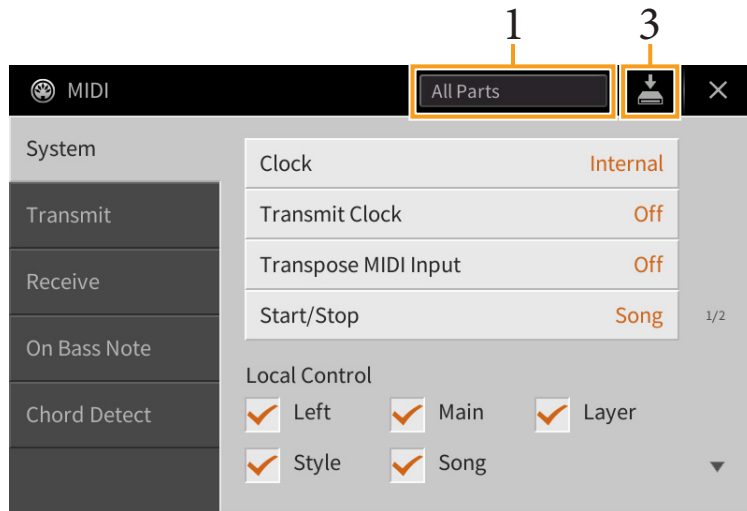 1 3
MIDI All Parts
System
Transmit
Receive
On Bass Note
Chord Detect
Clock Internal
Transmit Clock Off
Transpose MIDI Input Off
Start/Stop Song
1/2
Local Control
Left Main Layer
Style Song